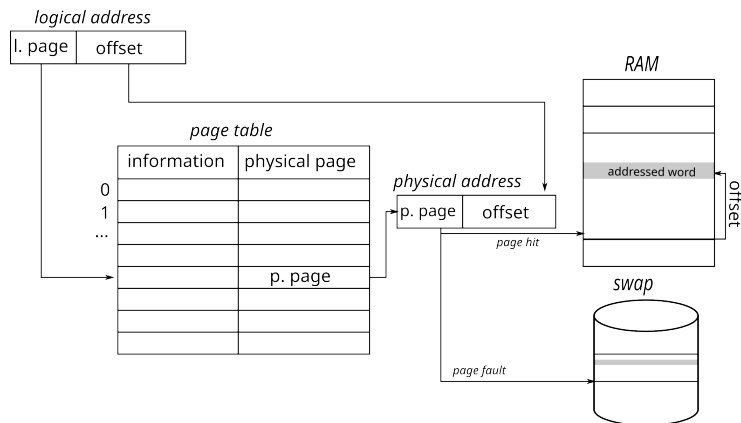 logical address
l. page
offset
RAM
page table
information
physical page
addressed word
physical address
0
p. page
offset
offset
1
...
page hit
p. page
swap
page fault